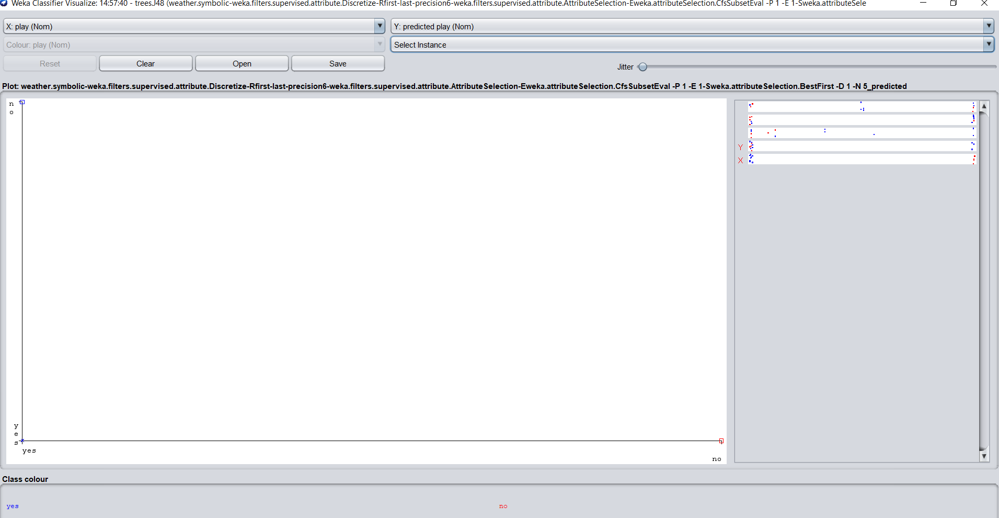 Weka Classifier Visualize: 14:57:40 - trees.J48 (weather.symbolic-weka.filters.supervised.attribute.Discretize-Rfirst-last-precision6-weka.filters.supervised.attribute.AttributeSelection-Eweka.attributeSelection.CfsSubsetEval -P 1 -E 1-Sweka.attributeSele
X: play (Nom)
Y: predicted play (Nom)
Colour: play (Nom)
Select Instance
Reset
Clear
Open
Save
Jitter
Plot: weather.symbolic-weka.filters.supervised.attribute.Discretize-Rfirst-last-precision6-weka.filters.supervised.attribute.AttributeSelection-Eweka.attributeSelection.CfsSubsetEval -P 1 -E 1-Sweka.attributeSelection.BestFirst -D 1 -N 5_predicted
no
yes
yes
no
Y
X
Class colour
yes
no